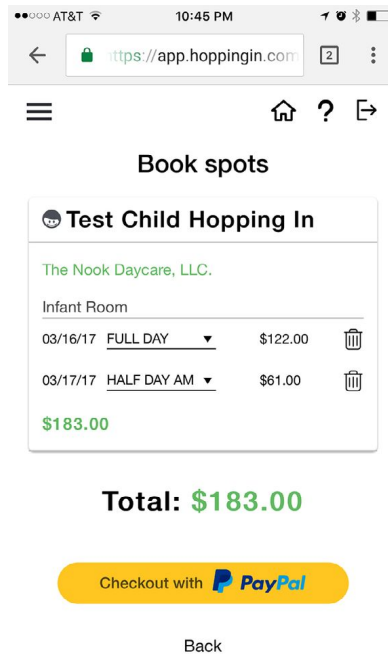 AT&T 10:45 PM
https://app.hoppingin.com 2
?
Book spots
Test Child Hopping In
The Nook Daycare, LLC.
Infant Room
03/16/17 FULL DAY $122.00
03/17/17 HALF DAY AM $61.00
$183.00
Total: $183.00
Checkout with PayPal
Back